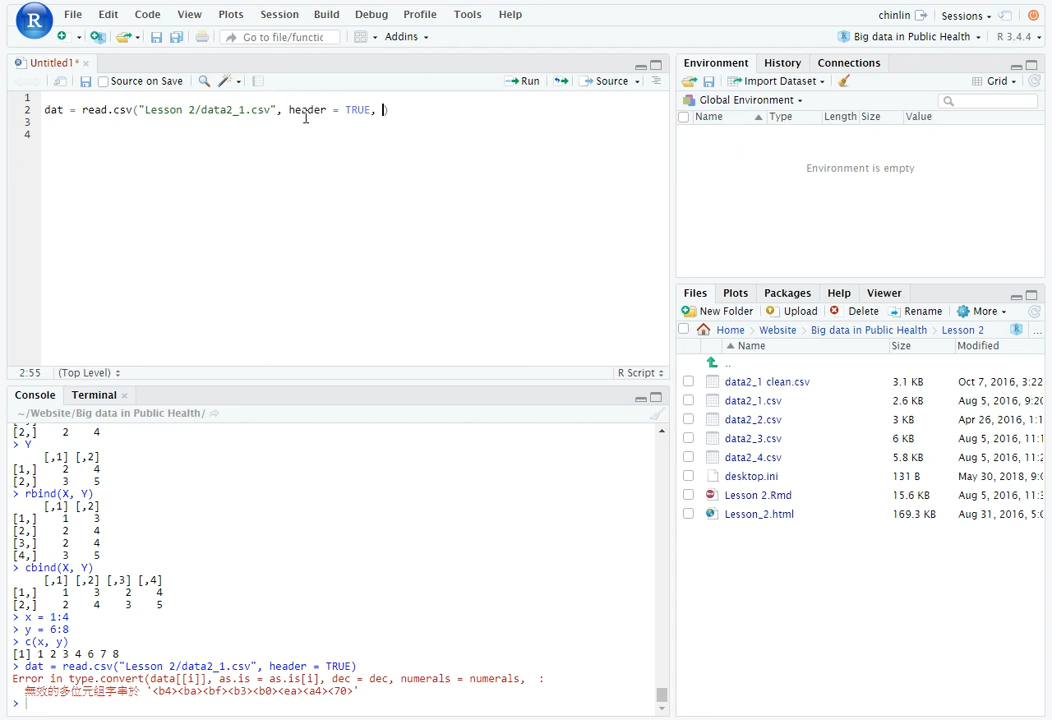 File Edit Code View Plots Session Build Debug Profile Tools Help
chinlin Sessions
Go to file/functic Addins
Big data in Public Health R 3.4.4
Untitled1*
Source on Save Run Source
1
2 dat = read.csv("Lesson 2/data2_1.csv", header = TRUE, )
3
4
2:55 (Top Level) R Script
Console Terminal
~/Website/Big data in Public Health/
[2,] 2 4
> Y
[,1] [,2]
[1,] 2 4
[2,] 3 5
> rbind(X, Y)
[,1] [,2]
[1,] 1 3
[2,] 2 4
[3,] 2 4
[4,] 3 5
> cbind(X, Y)
[,1] [,2] [,3] [,4]
[1,] 1 3 2 4
[2,] 2 4 3 5
> x = 1:4
> y = 6:8
> c(x, y)
[1] 1 2 3 4 6 7 8
> dat = read.csv("Lesson 2/data2_1.csv", header = TRUE)
Error in type.convert(data[[i]], as.is = as.is[i], dec = dec, numerals = numerals, :
無效的多位元組字串於 '<b4><ba><bf><b3><b0><ea><a4><70>'
>
Environment History Connections
Import Dataset Grid
Global Environment
Name Type Length Size Value
Environment is empty
Files Plots Packages Help Viewer
New Folder Upload Delete Rename More
Home Website Big data in Public Health Lesson 2 ...
Name Size Modified
..
data2_1 clean.csv 3.1 KB Oct 7, 2016, 3:22
data2_1.csv 2.6 KB Aug 5, 2016, 9:20
data2_2.csv 3 KB Apr 26, 2016, 1:1
data2_3.csv 6 KB Aug 5, 2016, 11:
data2_4.csv 5.8 KB Aug 5, 2016, 11:2
desktop.ini 131 B May 30, 2018, 9:0
Lesson 2.Rmd 15.6 KB Aug 5, 2016, 11:3
Lesson_2.html 169.3 KB Aug 31, 2016, 5:0